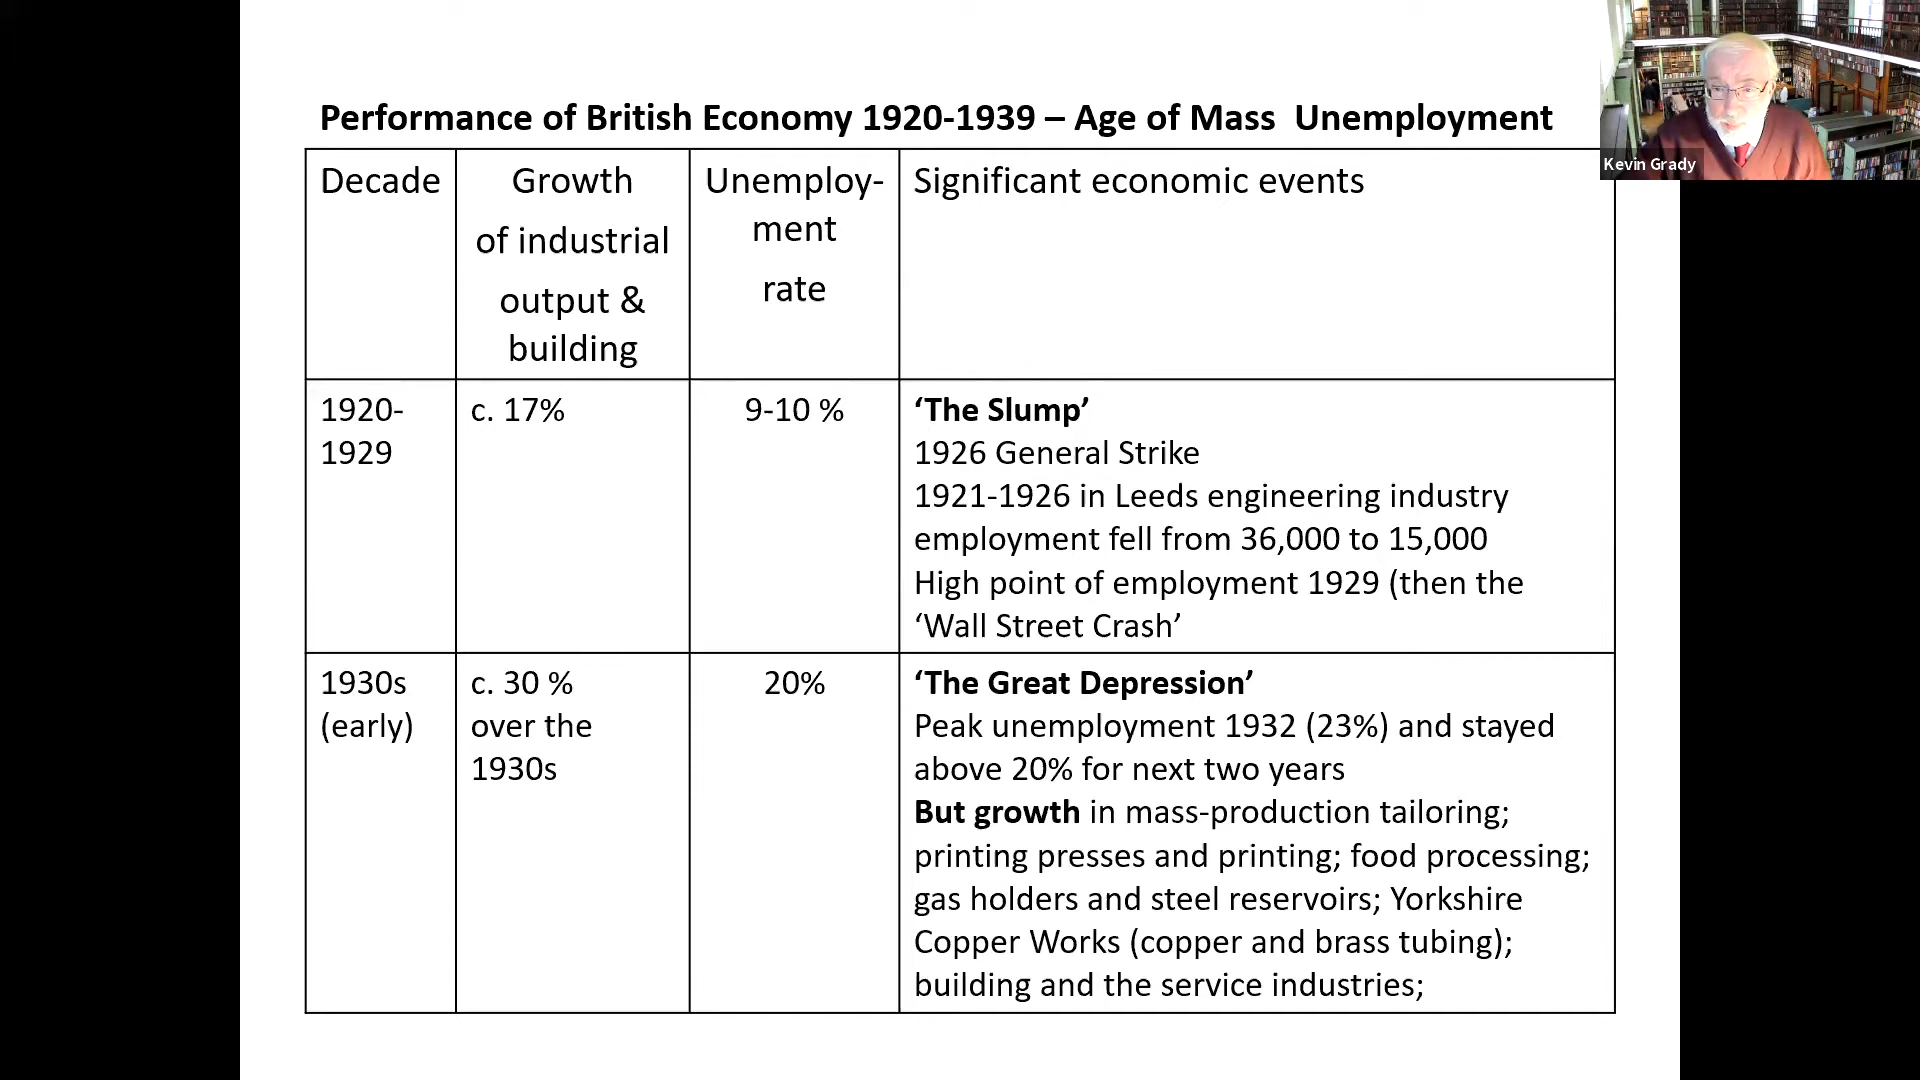 Performance of British Economy 1920-1939 – Age of Mass Unemployment
Decade
Growth
of industrial
output &
building
Unemploy-
ment
rate
Significant economic events
1920-
1929
c. 17%
9-10 %
‘The Slump’
1926 General Strike
1921-1926 in Leeds engineering industry
employment fell from 36,000 to 15,000
High point of employment 1929 (then the
‘Wall Street Crash’
1930s
(early)
c. 30 %
over the
1930s
20%
‘The Great Depression’
Peak unemployment 1932 (23%) and stayed
above 20% for next two years
But growth in mass-production tailoring;
printing presses and printing; food processing;
gas holders and steel reservoirs; Yorkshire
Copper Works (copper and brass tubing);
building and the service industries;
Kevin Grady